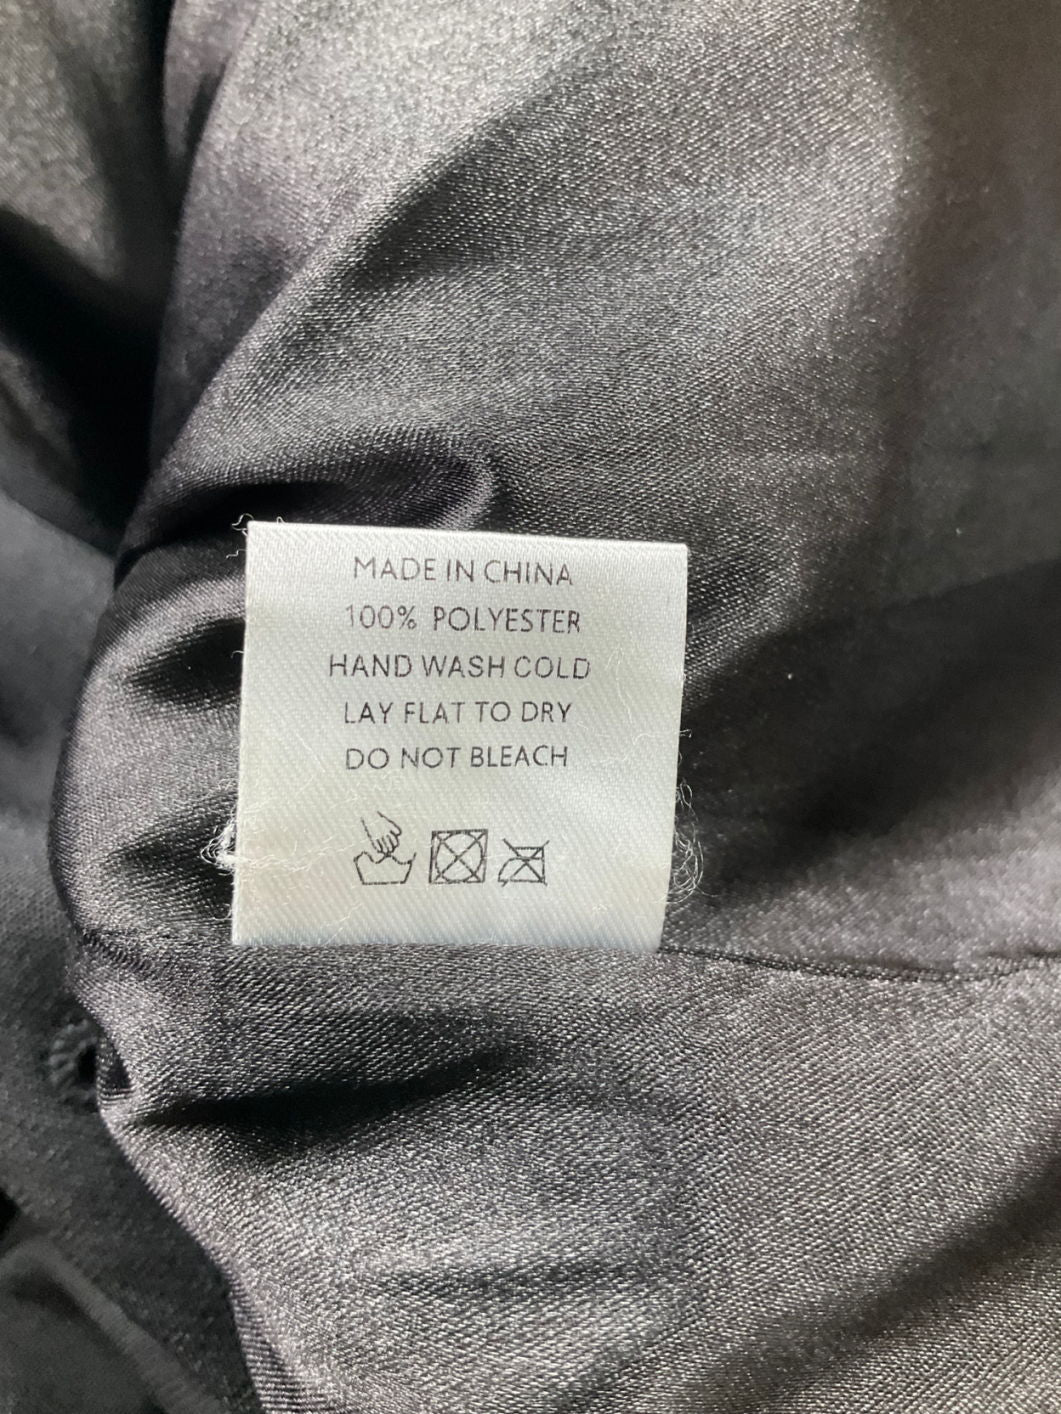 MADE IN CHINA
100% POLYESTER
HAND WASH COLD
LAY FLAT TO DRY
DO NOT BLEACH